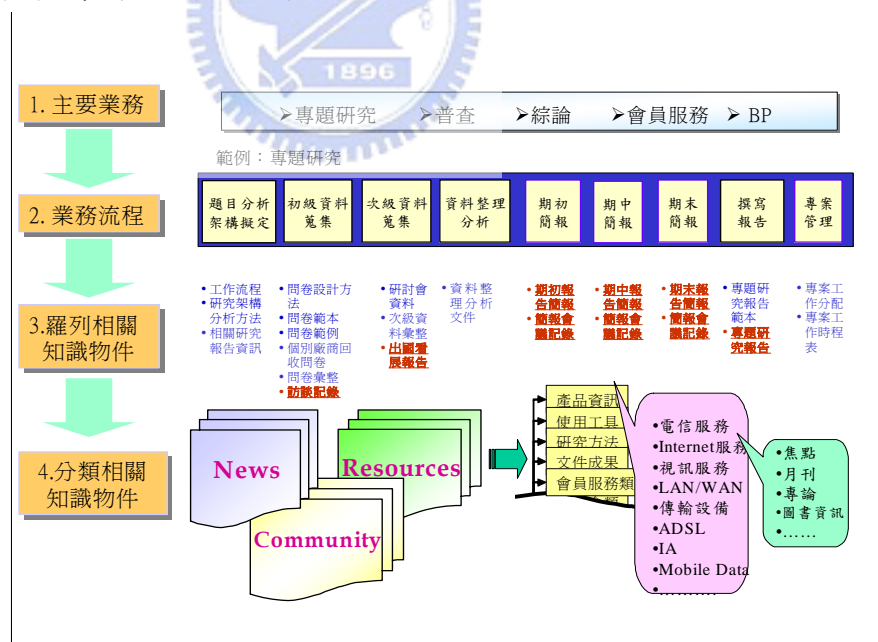 1896
1. 主要業務
➢專題研究 ➢普查 ➢綜論 ➢會員服務 ➢ BP
範例：專題研究
2. 業務流程
題目分析
架構擬定
初級資料
蒐集
次級資料
蒐集
資料整理
分析
期初
簡報
期中
簡報
期末
簡報
撰寫
報告
專案
管理
3.羅列相關
知識物件
•工作流程
•研究架構
分析方法
•相關研究
報告資訊
•問卷設計方
法
•問卷範本
•問卷範例
•個別廠商回
收問卷
•問卷彙整
•訪談記錄
•研討會
資料
•次級資
料彙整
•出國看
展報告
•資料整
理分析
文件
•期初報
告簡報
•簡報會
議記錄
•期中報
告簡報
•簡報會
議記錄
•期末報
告簡報
•簡報會
議記錄
•專題研
究報告
範本
•專題研
究報告
•專案工
作分配
•專案工
作時程
表
4.分類相關
知識物件
News
Resources
Community
產品資訊
使用工具
研究方法
文件成果
會員服務類
•電信服務
•Internet服務
•視訊服務
•LAN/WAN
•傳輸設備
•ADSL
•IA
•Mobile Data
•……….
•焦點
•月刊
•專論
•圖書資訊
•……